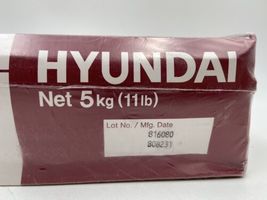 HYUNDAI
Net 5kg (11lb)
Lot No. / Mfg. Date
816080
808231